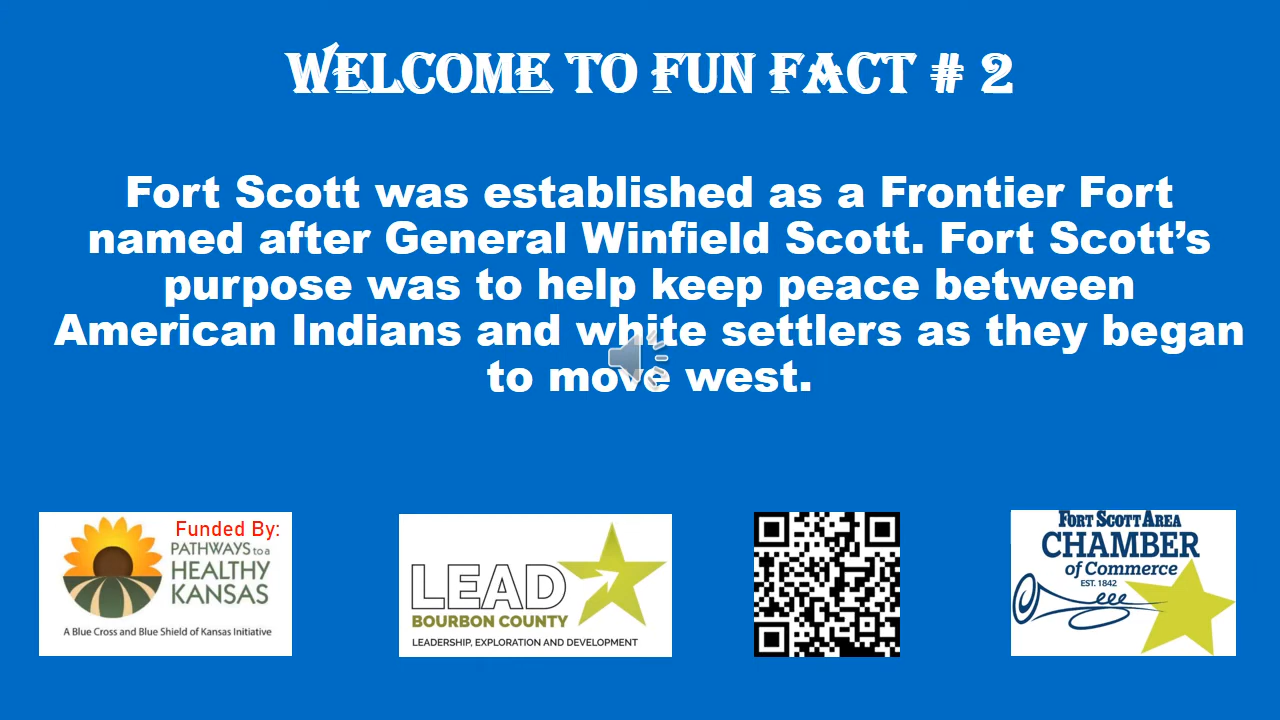 WELCOME TO FUN FACT # 2
Fort Scott was established as a Frontier Fort
named after General Winfield Scott. Fort Scott’s
purpose was to help keep peace between
American Indians and white settlers as they began
to move west.
Funded By:
PATHWAYS to a
HEALTHY
KANSAS
A Blue Cross and Blue Shield of Kansas Initiative
LEAD
BOURBON COUNTY
LEADERSHIP, EXPLORATION AND DEVELOPMENT
FORT SCOTT AREA
CHAMBER
of Commerce
EST. 1842